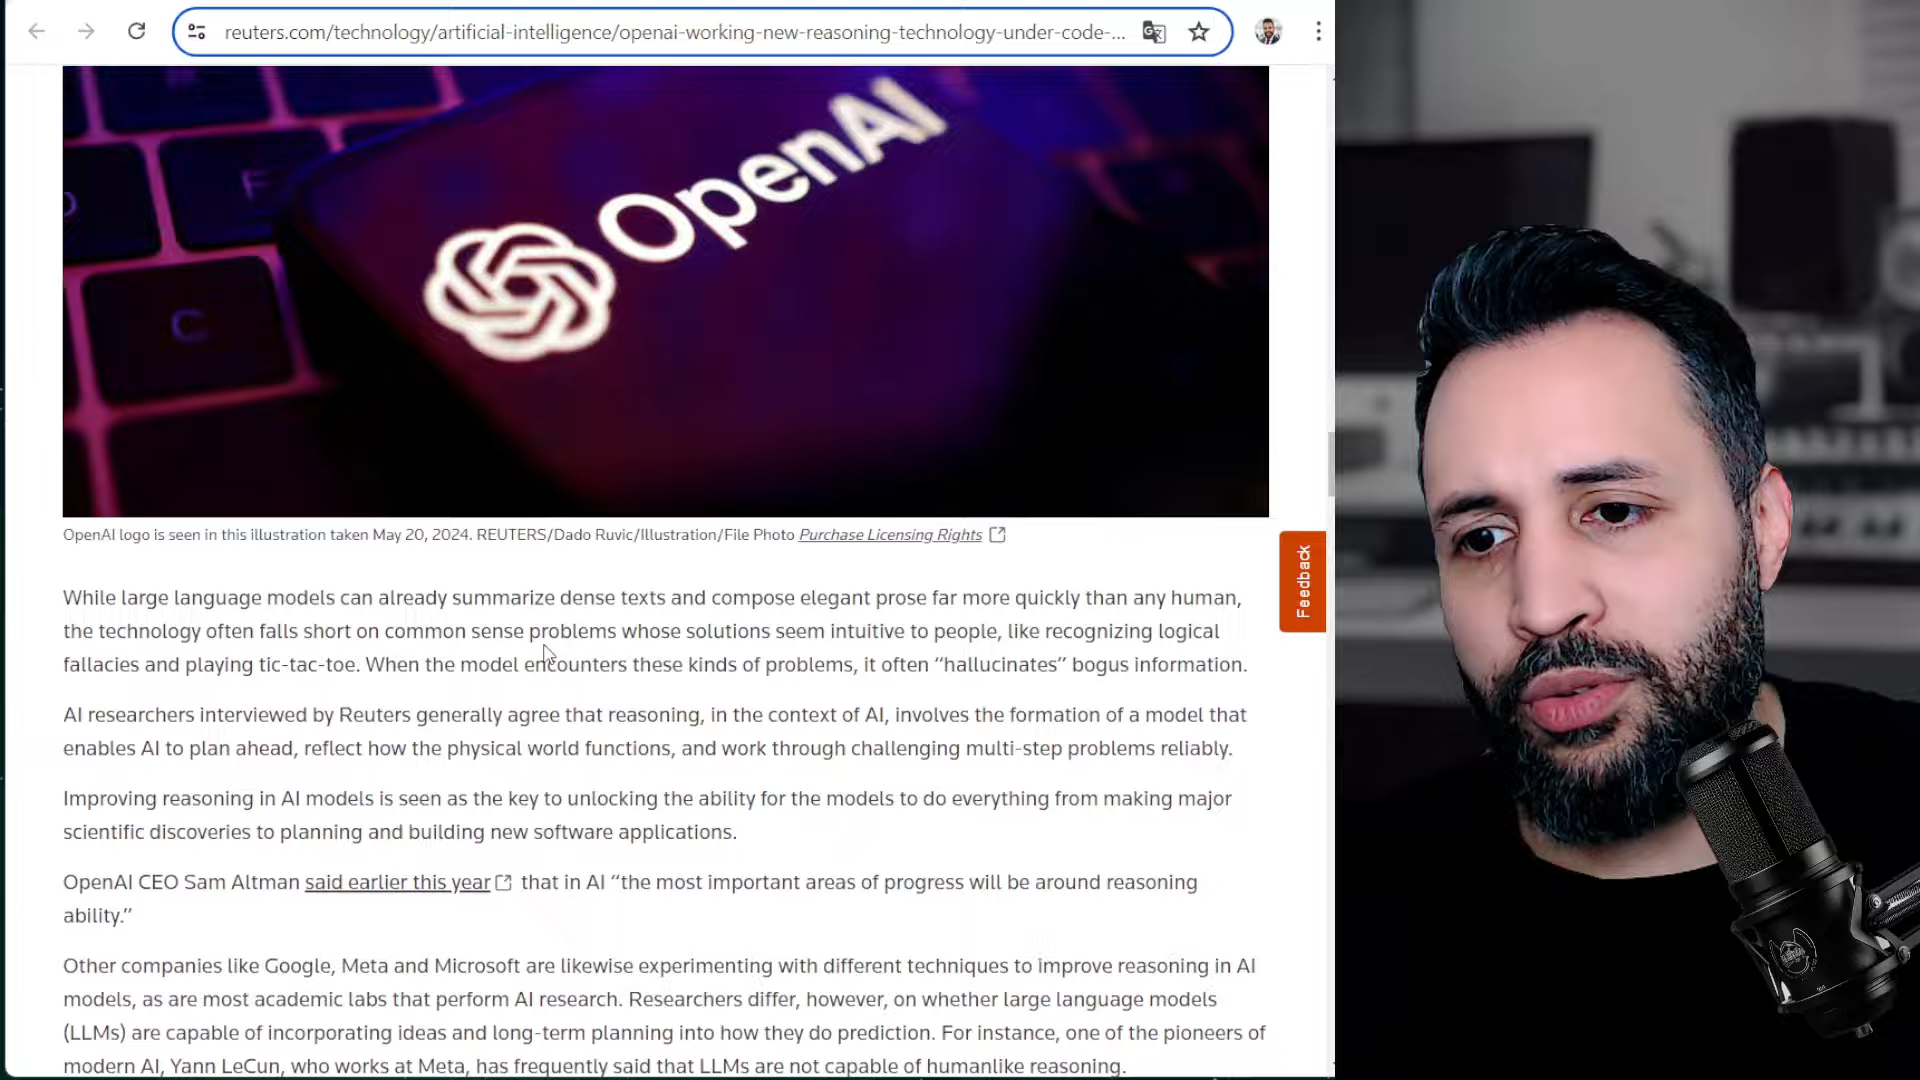 reuters.com/technology/artificial-intelligence/openai-working-new-reasoning-technology-under-code-...
OpenAI
F
C
OpenAI logo is seen in this illustration taken May 20, 2024. REUTERS/Dado Ruvic/Illustration/File Photo Purchase Licensing Rights
Feedback
While large language models can already summarize dense texts and compose elegant prose far more quickly than any human,
the technology often falls short on common sense problems whose solutions seem intuitive to people, like recognizing logical
fallacies and playing tic-tac-toe. When the model encounters these kinds of problems, it often “hallucinates” bogus information.
AI researchers interviewed by Reuters generally agree that reasoning, in the context of AI, involves the formation of a model that
enables AI to plan ahead, reflect how the physical world functions, and work through challenging multi-step problems reliably.
Improving reasoning in AI models is seen as the key to unlocking the ability for the models to do everything from making major
scientific discoveries to planning and building new software applications.
OpenAI CEO Sam Altman said earlier this year that in AI “the most important areas of progress will be around reasoning
ability.”
Other companies like Google, Meta and Microsoft are likewise experimenting with different techniques to improve reasoning in AI
models, as are most academic labs that perform AI research. Researchers differ, however, on whether large language models
(LLMs) are capable of incorporating ideas and long-term planning into how they do prediction. For instance, one of the pioneers of
modern AI, Yann LeCun, who works at Meta, has frequently said that LLMs are not capable of humanlike reasoning.